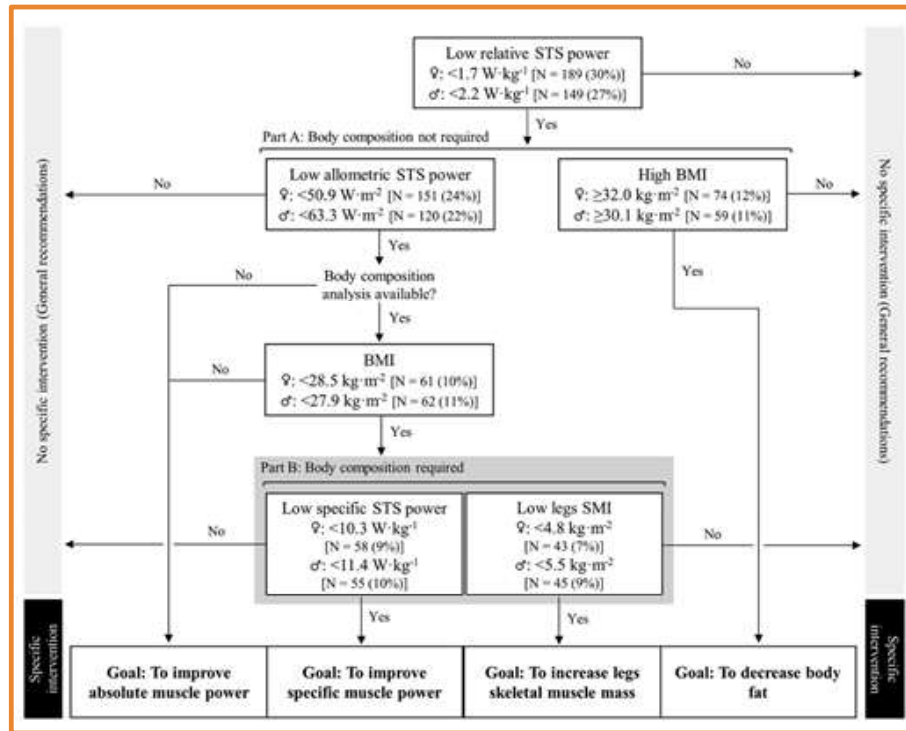 Low relative STS power
♀: <1.7 W·kg⁻¹ [N = 189 (30%)]
♂: <2.2 W·kg⁻¹ [N = 149 (27%)]
No
Yes
Part A: Body composition not required
Low allometric STS power
♀: <50.9 W·m⁻² [N = 151 (24%)]
♂: <63.3 W·m⁻² [N = 120 (22%)]
No
High BMI
♀: ≥32.0 kg·m⁻² [N = 74 (12%)]
♂: ≥30.1 kg·m⁻² [N = 59 (11%)]
No
Yes
Yes
No
Body composition
analysis available?
Yes
BMI
♀: <28.5 kg·m⁻² [N = 61 (10%)]
♂: <27.9 kg·m⁻² [N = 62 (11%)]
No
Yes
Part B: Body composition required
Low specific STS power
♀: <10.3 W·kg⁻¹
[N = 58 (9%)]
♂: <11.4 W·kg⁻¹
[N = 55 (10%)]
No
Low legs SMI
♀: <4.8 kg·m⁻²
[N = 43 (7%)]
♂: <5.5 kg·m⁻²
[N = 45 (9%)]
No
Yes
Yes
Goal: To improve
absolute muscle power
Goal: To improve
specific muscle power
Goal: To increase legs
skeletal muscle mass
Goal: To decrease body
fat
No specific intervention (General recommendations)
Specific
intervention
No specific intervention (General recommendations)
Specific
intervention